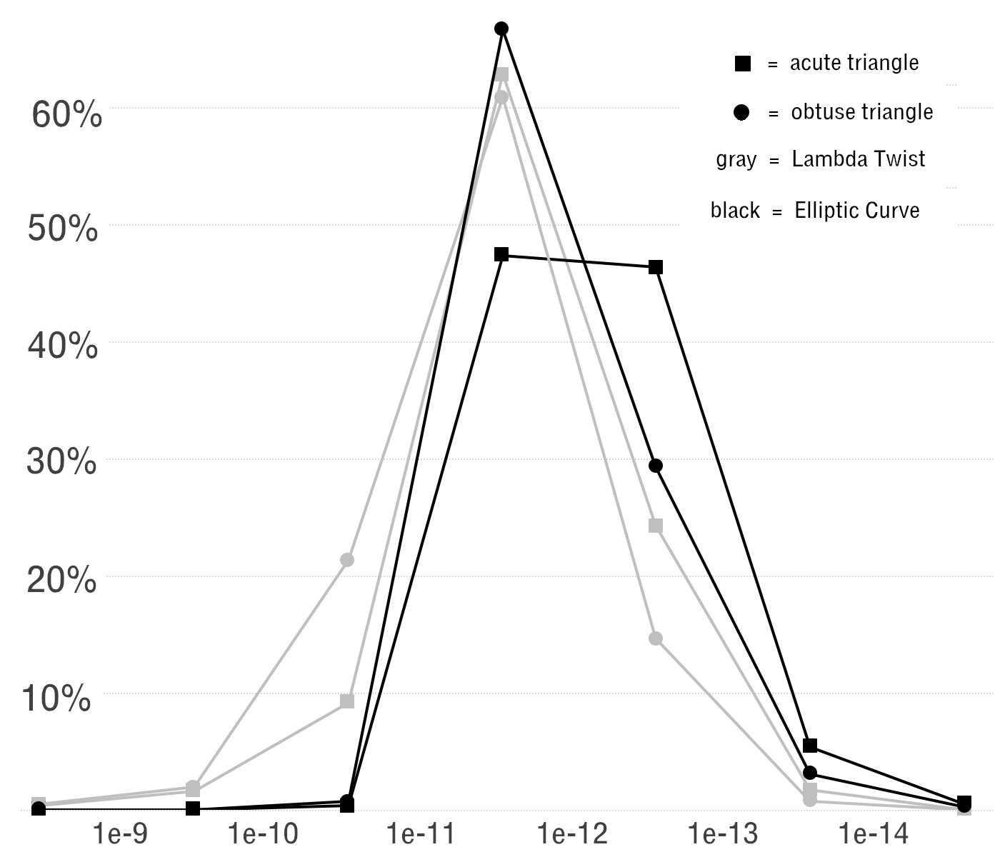 ■ = acute triangle
60%
● = obtuse triangle
gray = Lambda Twist
black = Elliptic Curve
50%
40%
30%
20%
10%
1e-9 1e-10 1e-11 1e-12 1e-13 1e-14